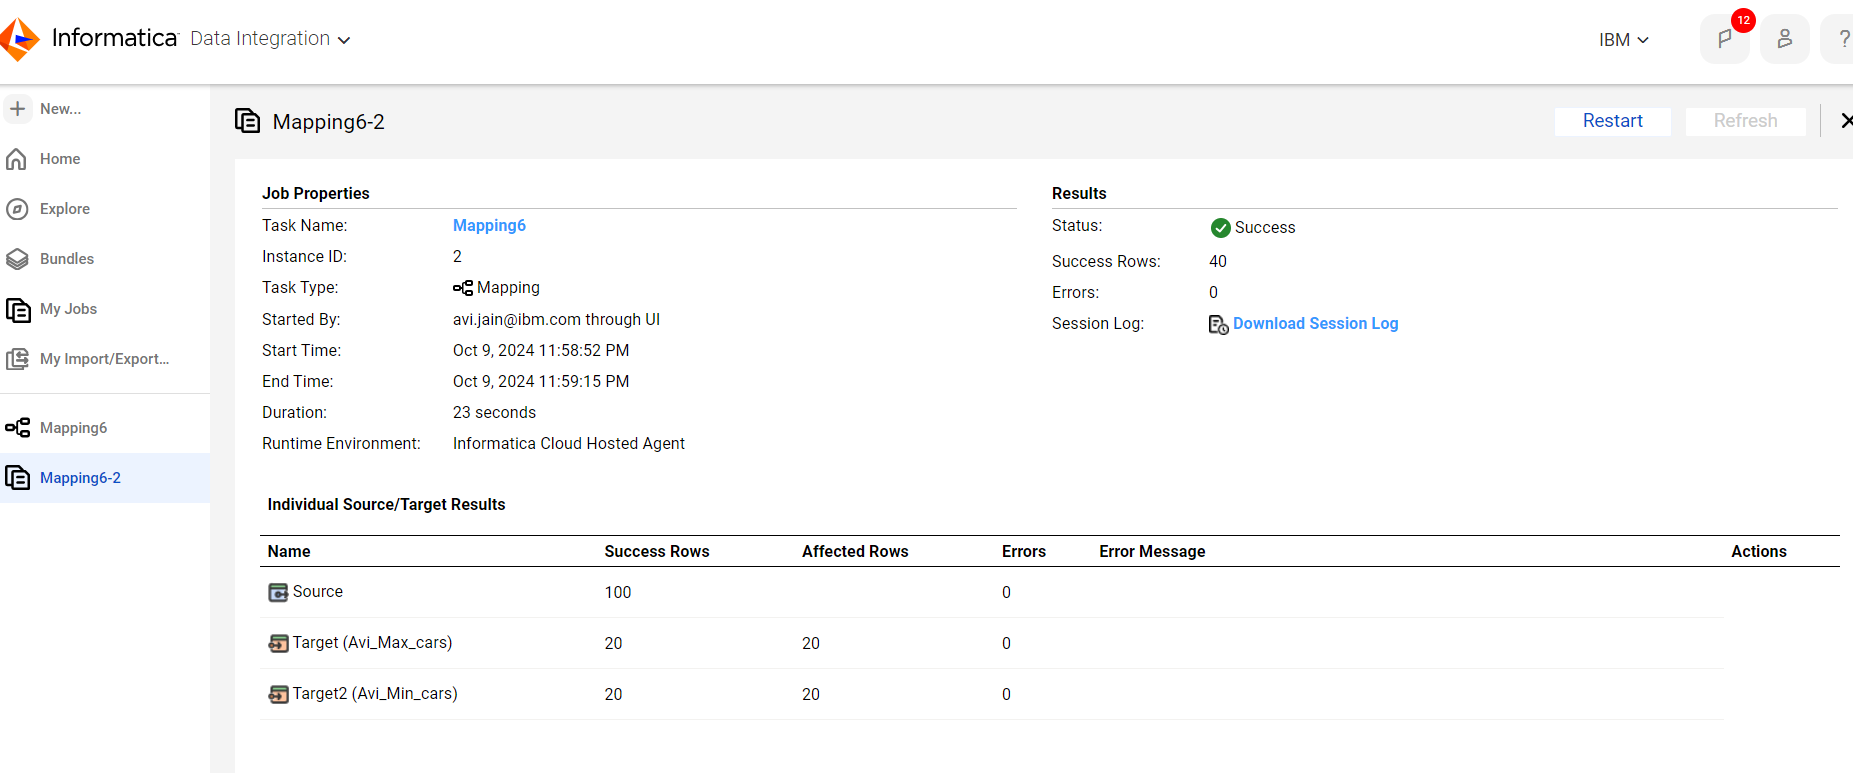 Informatica Data Integration
IBM
12
?
New...
Home
Explore
Bundles
My Jobs
My Import/Export...
Mapping6
Mapping6-2
Mapping6-2
Restart
Refresh
Job Properties
Task Name: Mapping6
Instance ID: 2
Task Type: Mapping
Started By: avi.jain@ibm.com through UI
Start Time: Oct 9, 2024 11:58:52 PM
End Time: Oct 9, 2024 11:59:15 PM
Duration: 23 seconds
Runtime Environment: Informatica Cloud Hosted Agent
Results
Status: Success
Success Rows: 40
Errors: 0
Session Log: Download Session Log
Individual Source/Target Results
Name Success Rows Affected Rows Errors Error Message Actions
Source 100 0
Target (Avi_Max_cars) 20 20 0
Target2 (Avi_Min_cars) 20 20 0